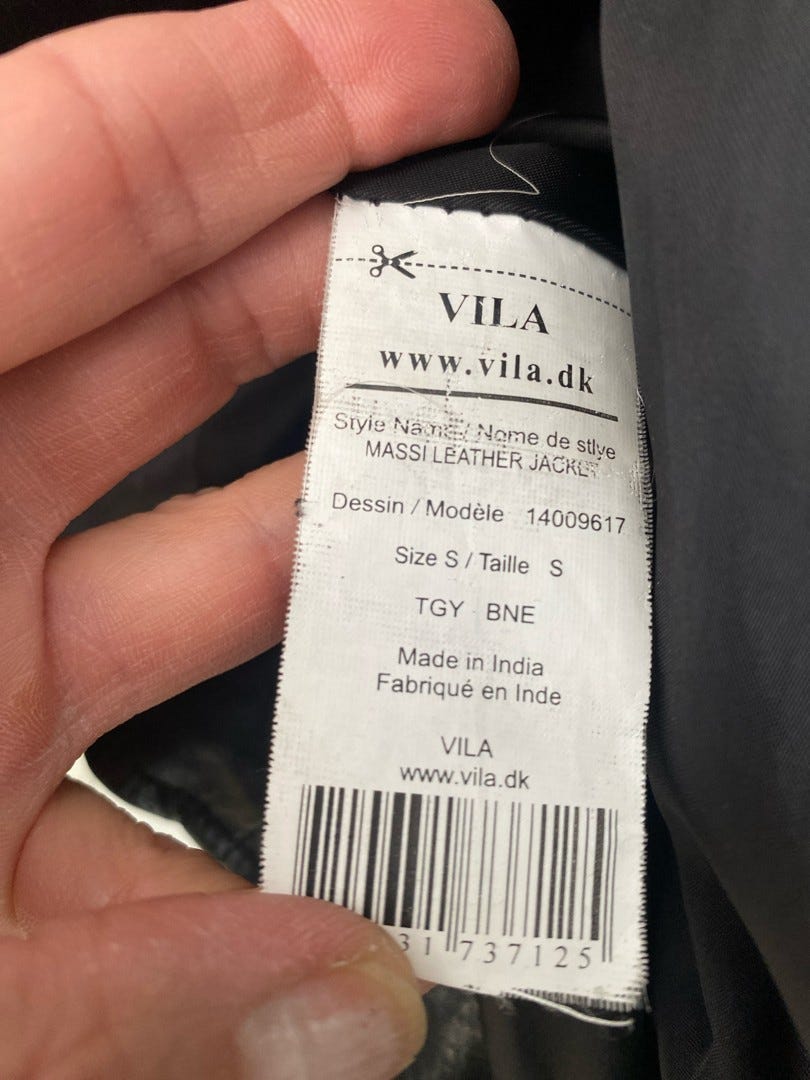 VILA
www.vila.dk
Style Name / Nome de stlye
MASSI LEATHER JACKET
Dessin / Modèle 14009617
Size S / Taille S
TGY BNE
Made in India
Fabriqué en Inde
VILA
www.vila.dk
31 737125